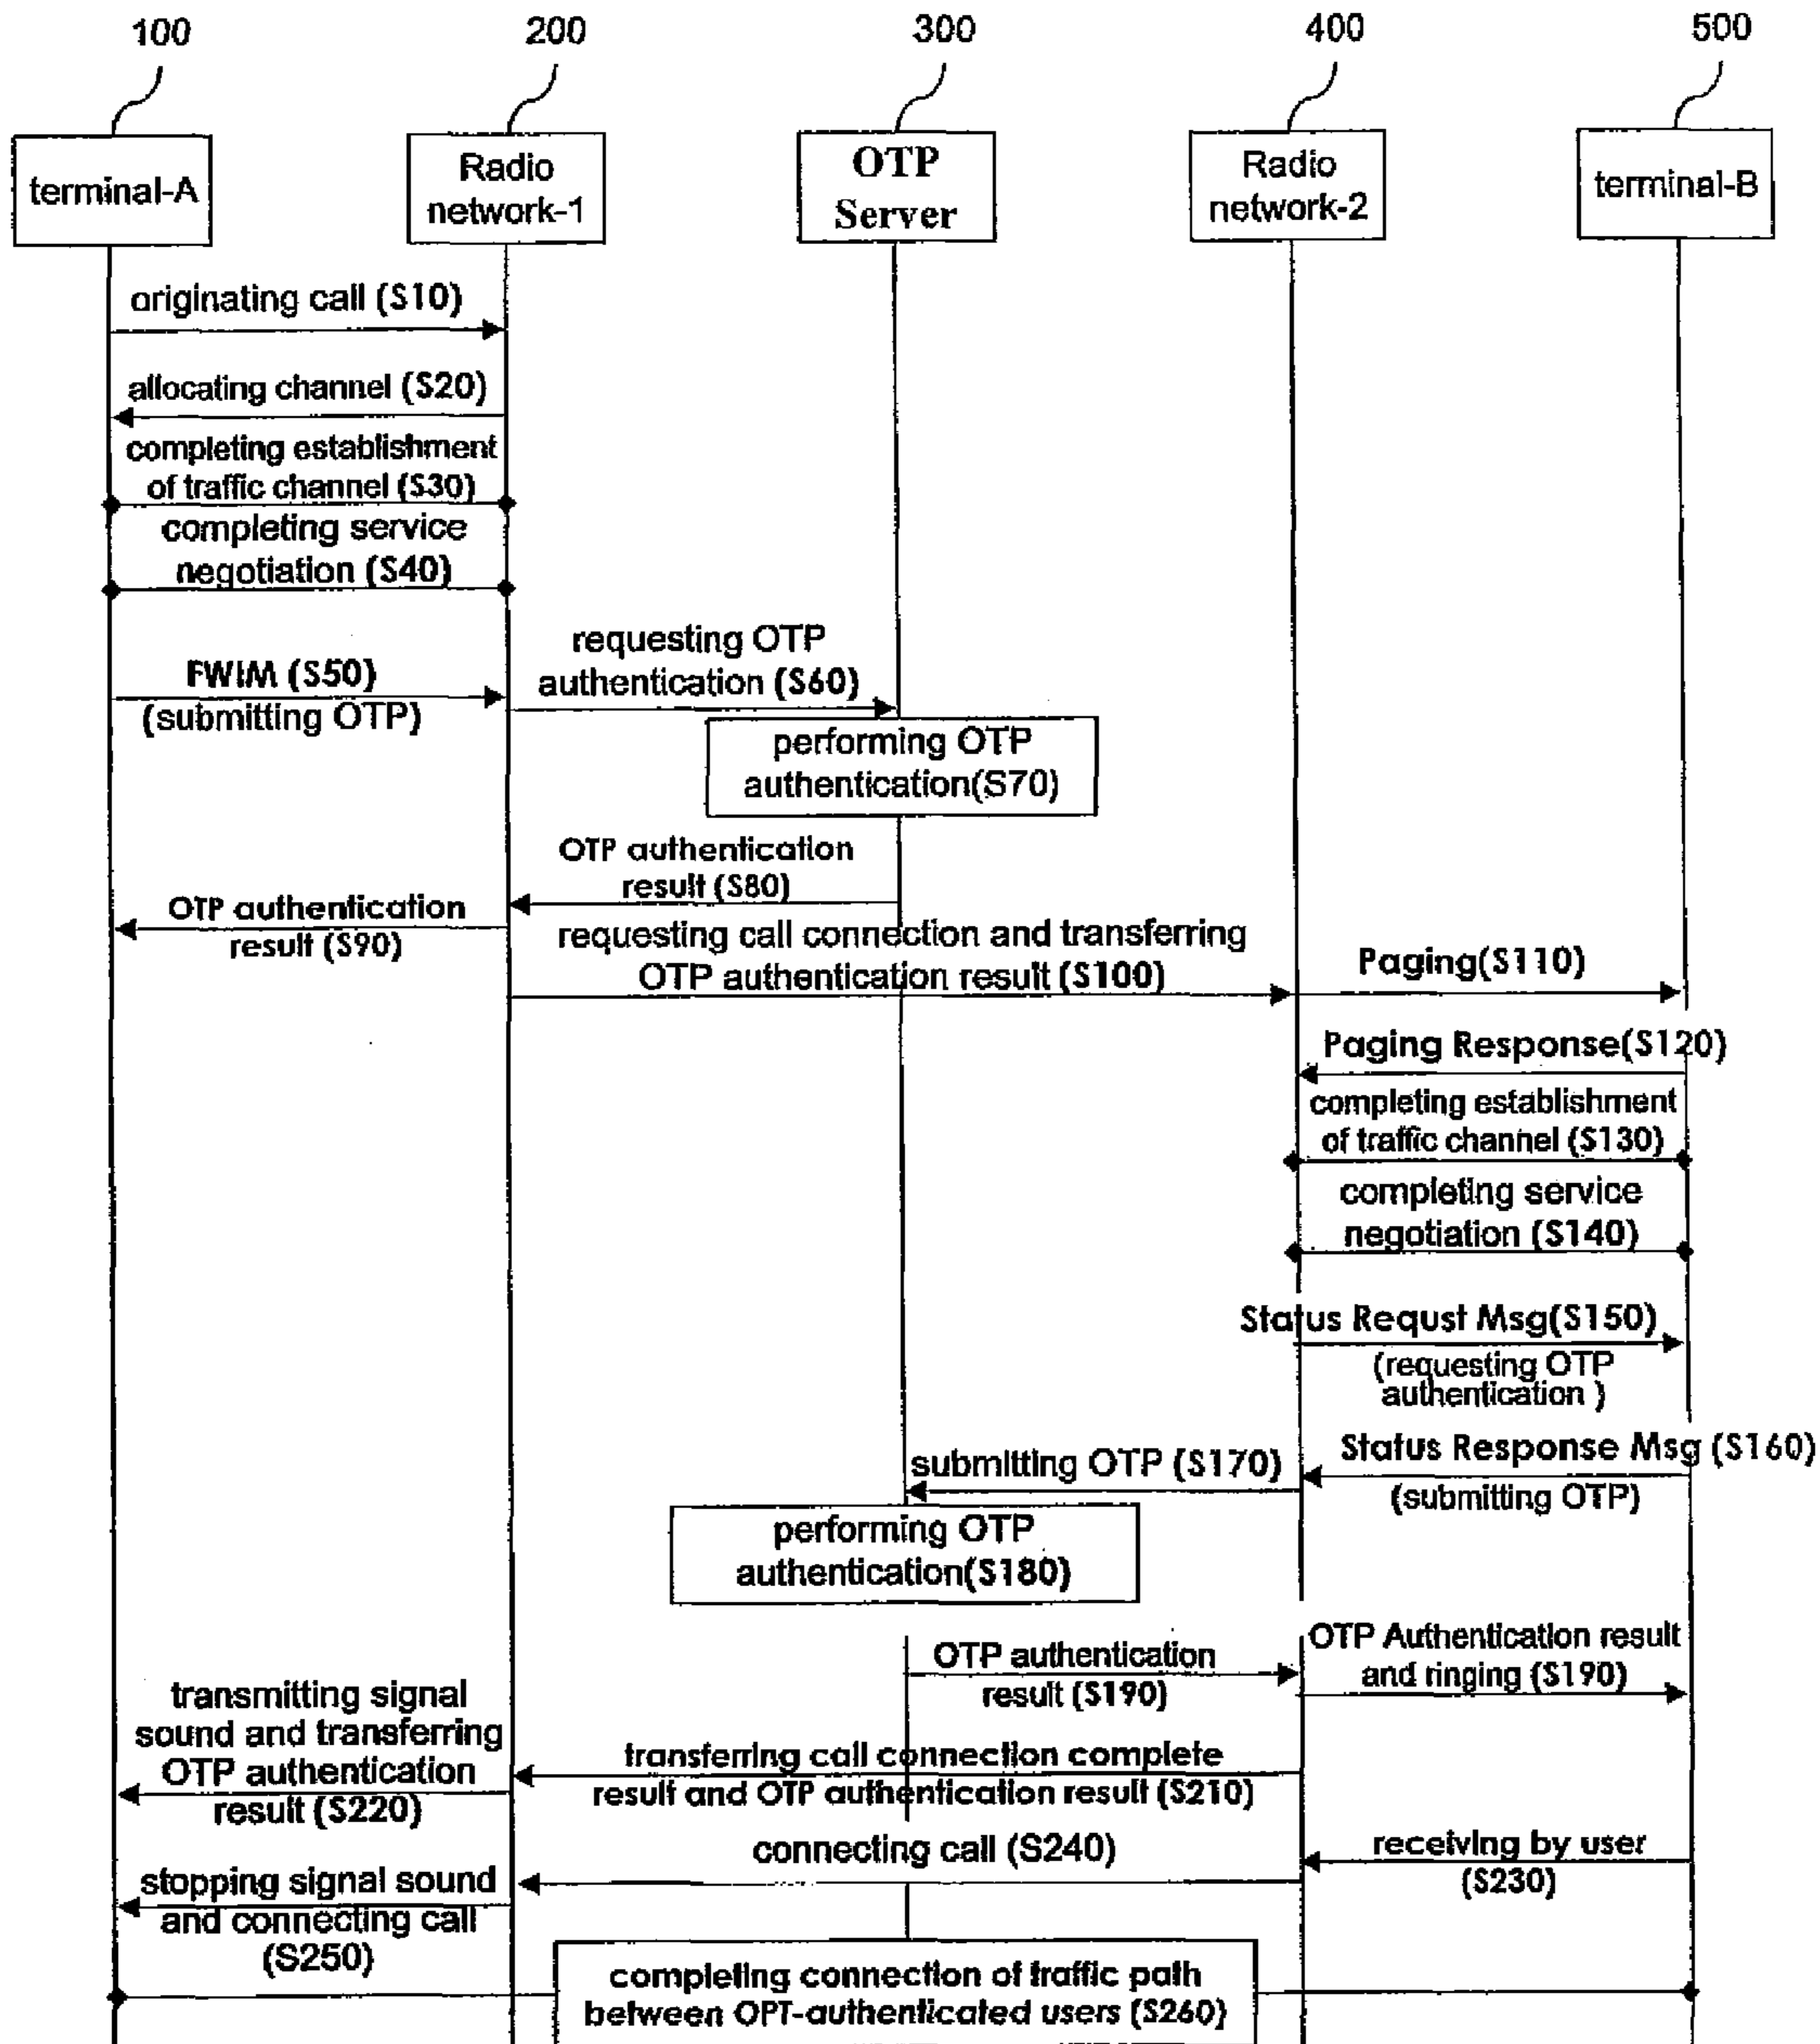 100
200
300
400
500
terminal-A
Radio
network-1
OTP
Server
Radio
network-2
terminal-B
originating call (S10)
allocating channel (S20)
completing establishment
of traffic channel (S30)
completing service
negotiation (S40)
FWIM (S50)
(submitting OTP)
requesting OTP
authentication (S60)
performing OTP
authentication(S70)
OTP authentication
result (S80)
OTP authentication
result (S90)
requesting call connection and transferring
OTP authentication result (S100)
Paging(S110)
Paging Response(S120)
completing establishment
of traffic channel (S130)
completing service
negotiation (S140)
Status Requst Msg(S150)
(requesting OTP
authentication )
Status Response Msg (S160)
(submitting OTP)
submitting OTP (S170)
performing OTP
authentication(S180)
OTP authentication
result (S190)
OTP Authentication result
and ringing (S190)
transferring call connection complete
result and OTP authentication result (S210)
transmitting signal
sound and transferring
OTP authentication
result (S220)
receiving by user
(S230)
connecting call (S240)
stopping signal sound
and connecting call
(S250)
completing connection of traffic path
between OPT-authenticated users (S260)